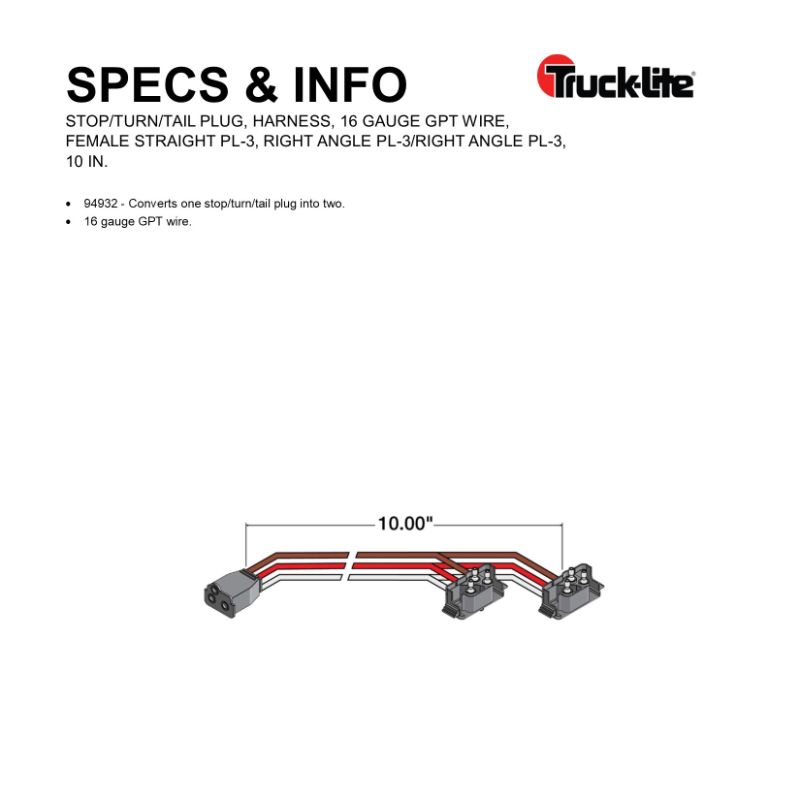 SPECS & INFO
Truck-Lite®
STOP/TURN/TAIL PLUG, HARNESS, 16 GAUGE GPT WIRE,
FEMALE STRAIGHT PL-3, RIGHT ANGLE PL-3/RIGHT ANGLE PL-3,
10 IN.
• 94932 - Converts one stop/turn/tail plug into two.
• 16 gauge GPT wire.
10.00"